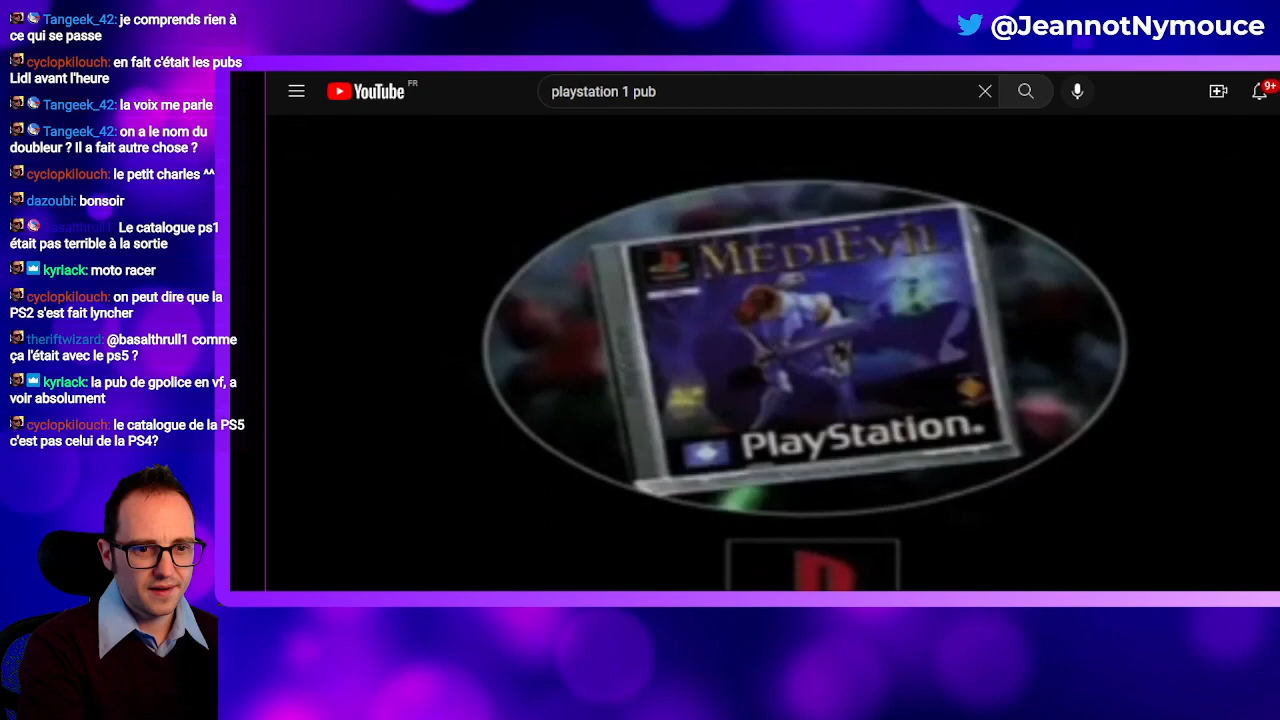 Tangeek_42: je comprends rien à
ce qui se passe
cyclopkilouch: en fait c'était les pubs
Lidl avant l'heure
Tangeek_42: la voix me parle
Tangeek_42: on a le nom du
doubleur ? Il a fait autre chose ?
cyclopkilouch: le petit charles ^^
dazoubi: bonsoir
basalthrull1 Le catalogue ps1
était pas terrible à la sortie
kyriack: moto racer
cyclopkilouch: on peut dire que la
PS2 s'est fait lyncher
theriftwizard: @basalthrull1 comme
ça l'était avec le ps5 ?
kyriack: la pub de gpolice en vf, a
voir absolument
cyclopkilouch: le catalogue de la PS5
c'est pas celui de la PS4?
@JeannotNymouce
YouTube FR
playstation 1 pub
9+
MEDIEVIL
PlayStation.